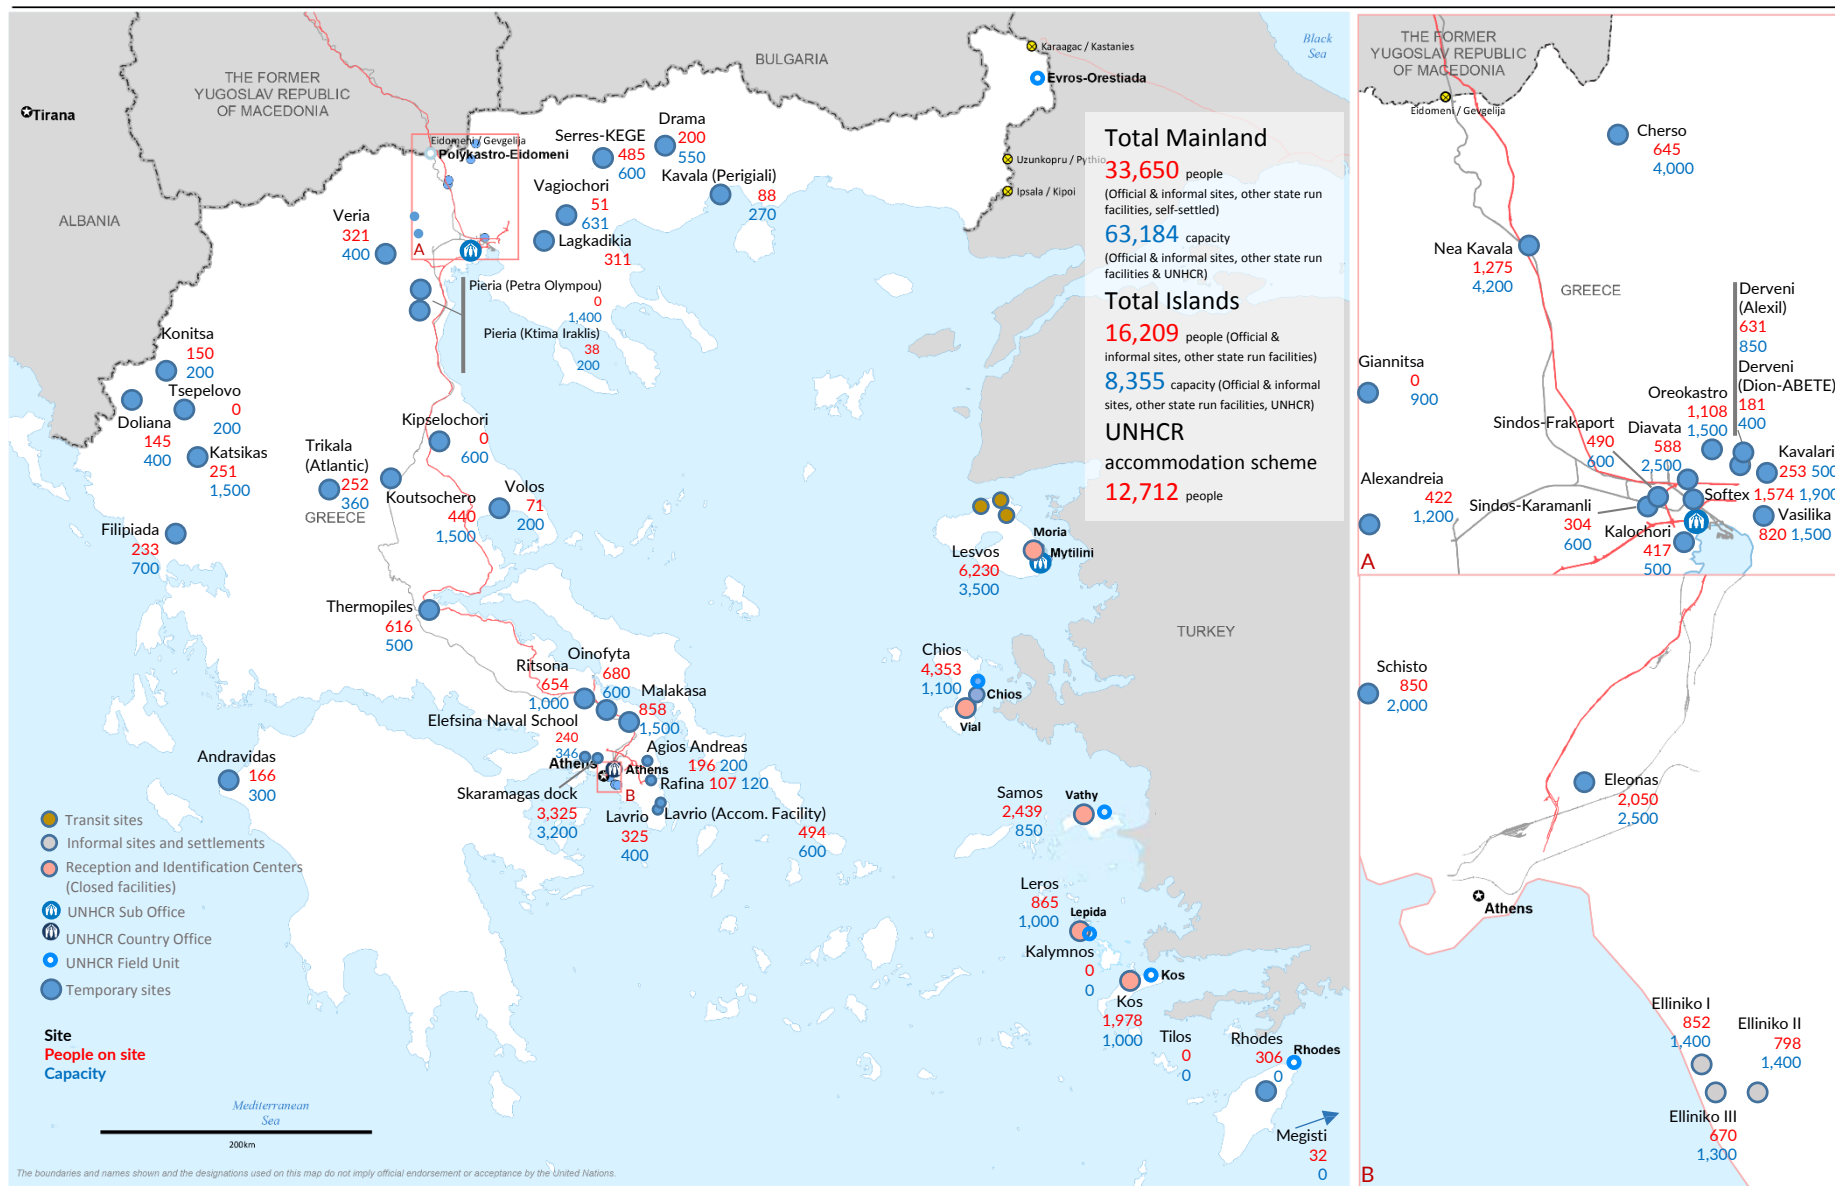 Black
Sea
BULGARIA
THE FORMER
YUGOSLAV REPUBLIC
OF MACEDONIA
Tirana
ALBANIA
Karaagac / Kastanies
Evros-Orestiada
Uzunkopru / Pythio
Ipsala / Kipoi
Eidomeni / Gevgelija
Polykastro-Eidomeni
A
Serres-KEGE
485
600
Drama
200
550
Vagiochori
51
631
Kavala (Perigiali)
88
270
Lagkadikia
311
Veria
321
400
Pieria (Petra Olympou)
0
1,400
Pieria (Ktima Iraklis)
38
200
Konitsa
150
200
Tsepelovo
0
200
Doliana
145
400
Katsikas
251
1,500
Kipselochori
0
600
Trikala
(Atlantic)
252
360
GREECE
Koutsochero
440
1,500
Volos
71
200
Filipiada
233
700
Thermopiles
616
500
Oinofyta
680
600
Ritsona
654
1,000
Malakasa
858
1,500
Elefsina Naval School
240
346
Athens
Athens
B
Agios Andreas
196 200
Rafina 107 120
Skaramagas dock
3,325
3,200
Lavrio
325
400
Lavrio (Accom. Facility)
494
600
Andravidas
166
300
Total Mainland
33,650 people
(Official & informal sites, other state run
facilities, self-settled)
63,184 capacity
(Official & informal sites, other state run
facilities & UNHCR)
Total Islands
16,209 people (Official &
informal sites, other state run facilities)
8,355 capacity (Official & informal
sites, other state run facilities, UNHCR)
UNHCR
accommodation scheme
12,712 people
Moria
Mytilini
Lesvos
6,230
3,500
TURKEY
Chios
4,353
1,100
Chios
Vial
Samos
2,439
850
Vathy
Leros
865
1,000
Lepida
Kalymnos
0
0
Kos
Kos
1,978
1,000
Tilos
0
0
Rhodes
306
0
Rhodes
Megisti
32
0
Transit sites
Informal sites and settlements
Reception and Identification Centers
(Closed facilities)
UNHCR Sub Office
UNHCR Country Office
UNHCR Field Unit
Temporary sites
Site
People on site
Capacity
Mediterranean
Sea
200km
The boundaries and names shown and the designations used on this map do not imply official endorsement or acceptance by the United Nations.
THE FORMER
YUGOSLAV REPUBLIC
OF MACEDONIA
Eidomeni / Gevgelija
Cherso
645
4,000
Nea Kavala
1,275
4,200
GREECE
Derveni
(Alexil)
631
850
Derveni
(Dion-ABETE)
181
400
Giannitsa
0
900
Oreokastro
1,108
1,500
Sindos-Frakaport
490
600
Diavata
588
2,500
Kavalari
253 500
Alexandreia
422
1,200
Softex 1,574 1,900
Sindos-Karamanli
304
600
Vasilika
820 1,500
Kalochori
417
500
A
Schisto
850
2,000
Eleonas
2,050
2,500
Athens
Elliniko I
852
1,400
Elliniko II
798
1,400
Elliniko III
670
1,300
B